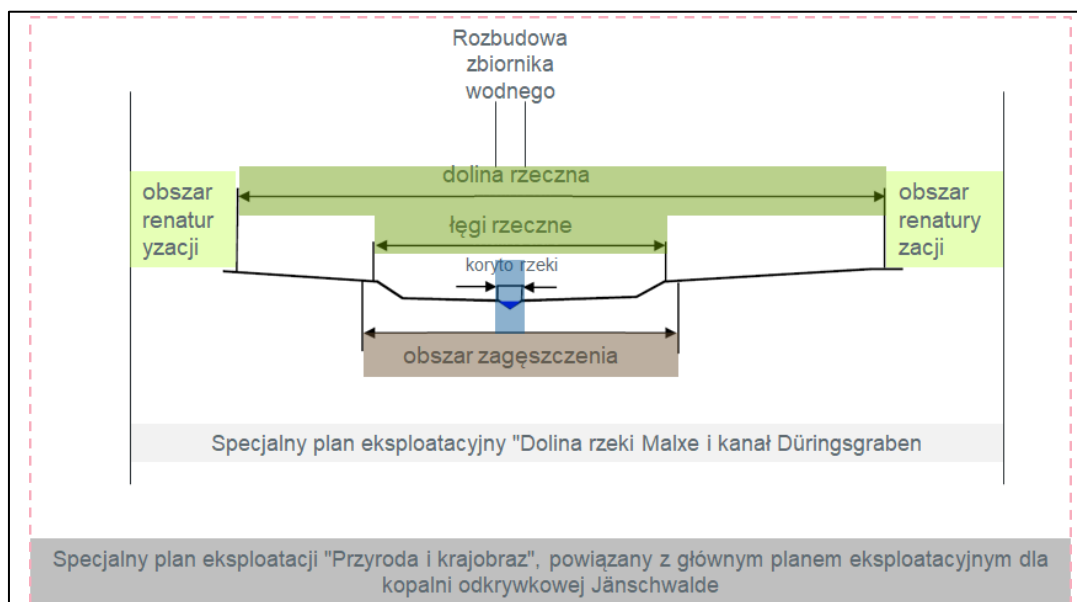 Rozbudowa
zbiornika
wodnego
dolina rzeczna
obszar
renatur
yzacji
obszar
renatury
zacji
łęgi rzeczne
koryto rzeki
obszar zagęszczenia
Specjalny plan eksploatacyjny "Dolina rzeki Malxe i kanał Düringsgraben
Specjalny plan eksploatacji "Przyroda i krajobraz", powiązany z głównym planem eksploatacyjnym dla
kopalni odkrywkowej Jänschwalde